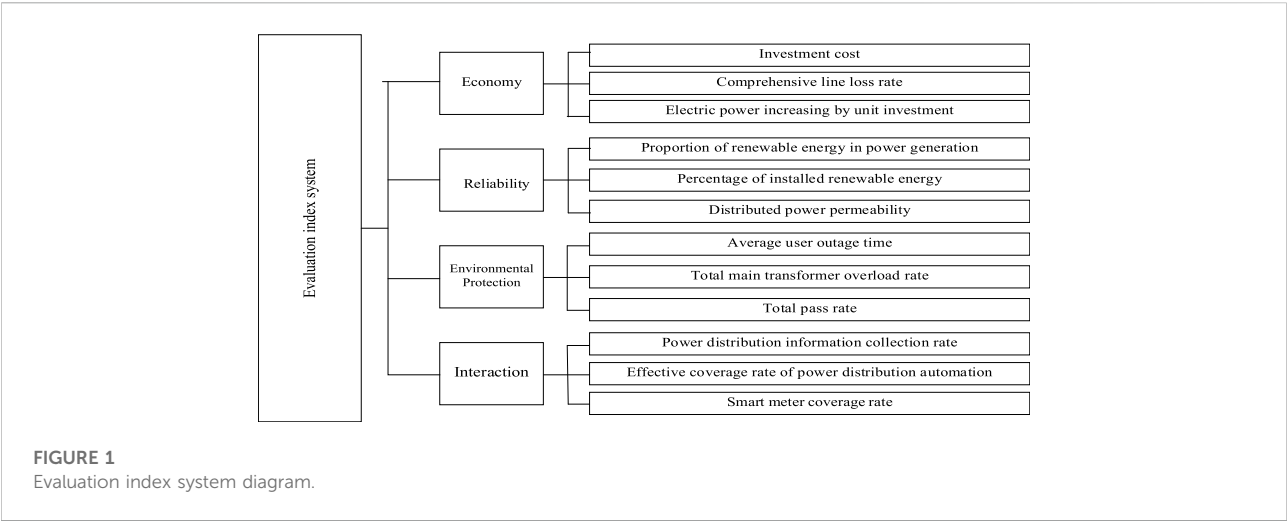 Evaluation index system
Economy
Investment cost
Comprehensive line loss rate
Electric power increasing by unit investment
Reliability
Proportion of renewable energy in power generation
Percentage of installed renewable energy
Distributed power permeability
Environmental
Protection
Average user outage time
Total main transformer overload rate
Total pass rate
Interaction
Power distribution information collection rate
Effective coverage rate of power distribution automation
Smart meter coverage rate
FIGURE 1
Evaluation index system diagram.